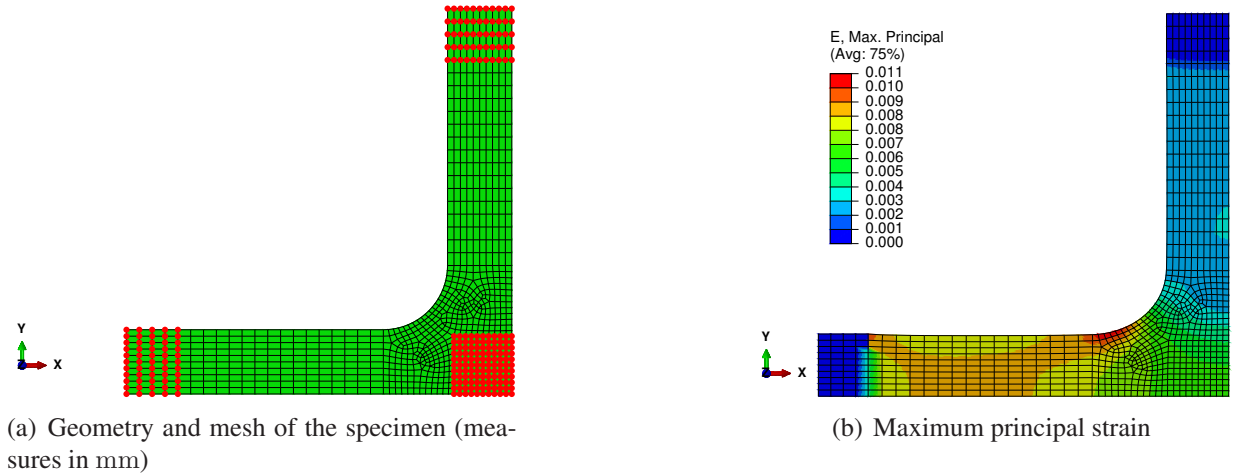 Y
X
(a) Geometry and mesh of the specimen (mea-
sures in mm)
E, Max. Principal
(Avg: 75%)
0.011
0.010
0.009
0.008
0.007
0.006
0.005
0.004
0.003
0.002
0.001
0.000
Y
X
(b) Maximum principal strain